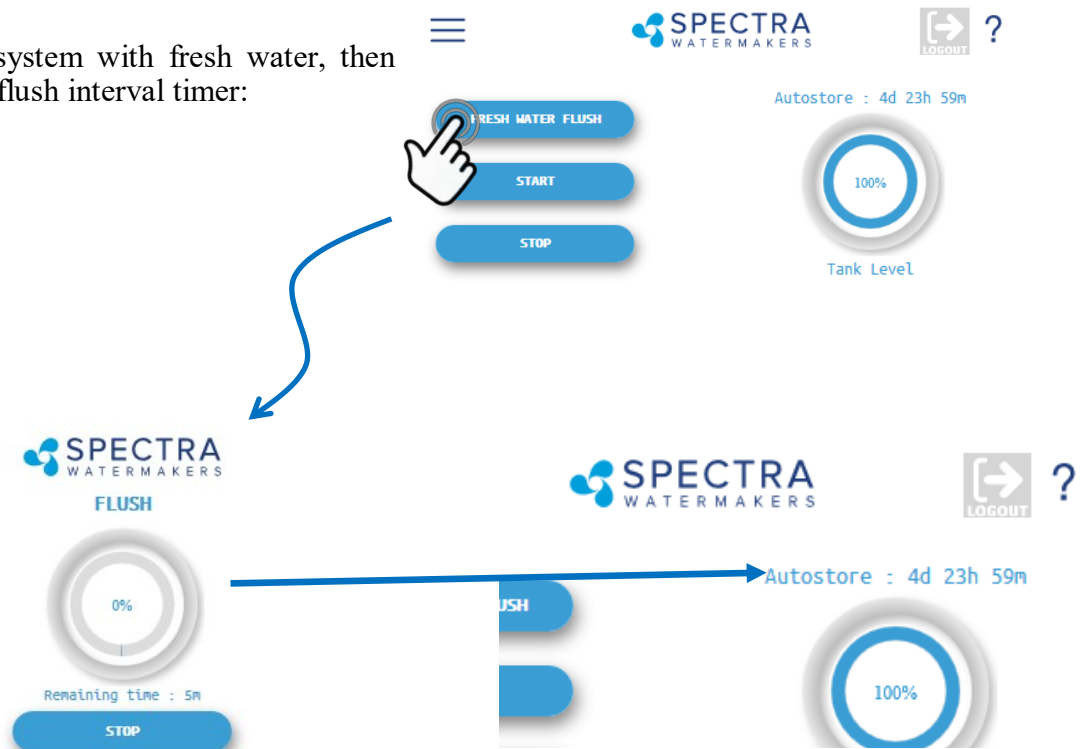 system with fresh water, then
flush interval timer:
SPECTRA
WATERMAKERS
LOGOUT
?
FRESH WATER FLUSH
START
STOP
Autostore : 4d 23h 59m
100%
Tank Level
SPECTRA
WATERMAKERS
FLUSH
0%
Remaining time : 5m
STOP
SPECTRA
WATERMAKERS
LOGOUT
?
Autostore : 4d 23h 59m
USH
100%